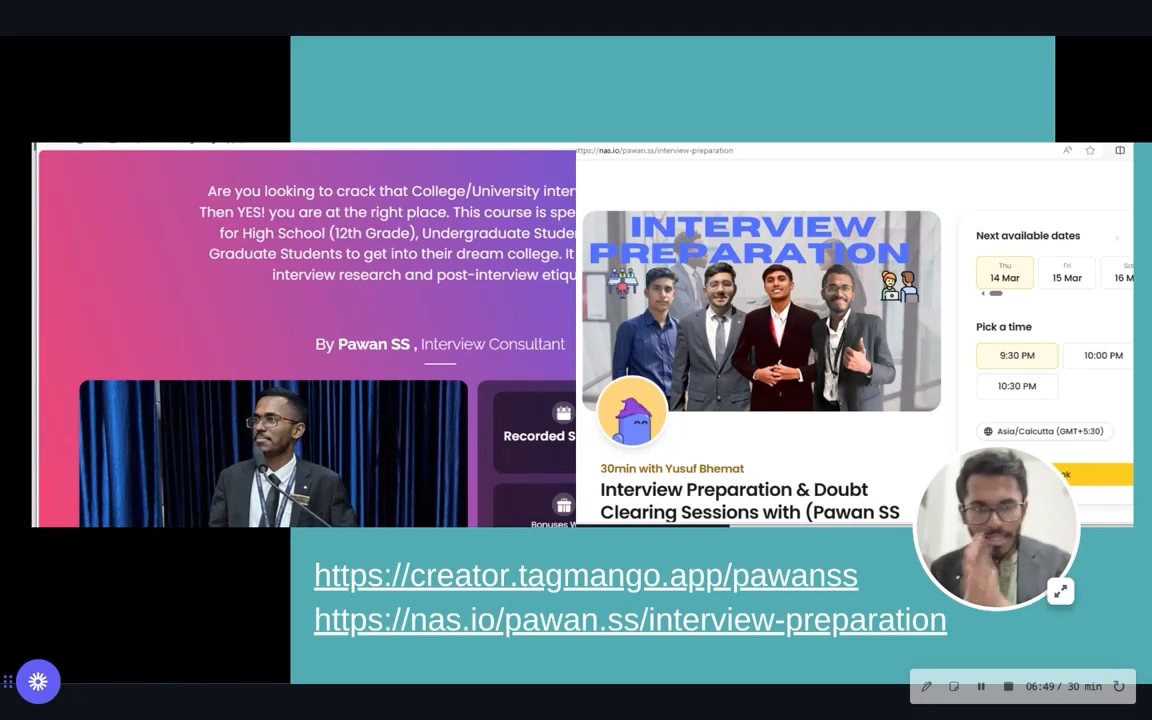 Are you looking to crack that College/University
Then YES! you are at the right place. This course is
for High School (12th Grade), Undergraduate
Graduate Students to get into their dream college. It
interview research and post-interview
By Pawan SS , Interview Consultant
Recorded
Bonuses
https://nas.io/pawan.ss/interview-preparation
INTERVIEW
PREPARATION
30min with Yusuf Bhemat
Interview Preparation & Doubt
Clearing Sessions with (Pawan SS
Next available dates
Thu Fri
14 Mar 15 Mar 16 M
Pick a time
9:30 PM 10:00 PM
10:30 PM
Asia/Calcutta (GMT+5:30)
https://creator.tagmango.app/pawanss
https://nas.io/pawan.ss/interview-preparation
06:49 / 30 min